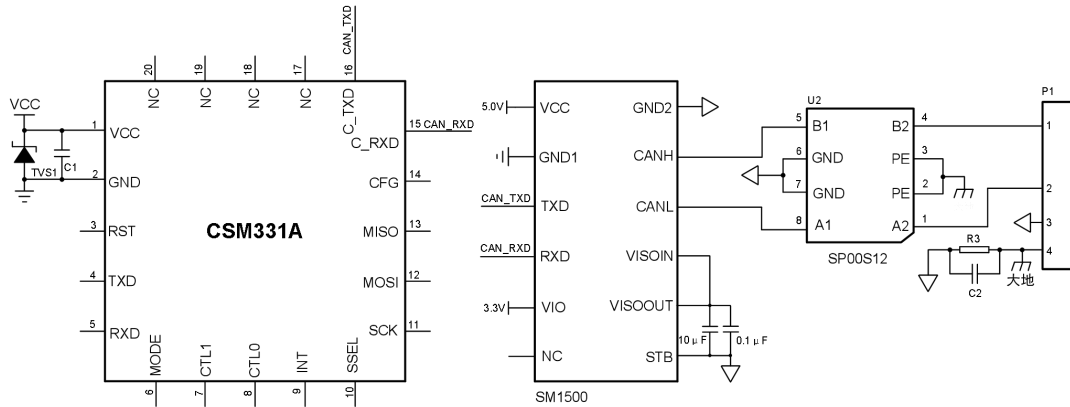 CAN_TXD
20
19
18
17
16
NC
NC
NC
NC
C_TXD
VCC
1
VCC
TVS1
C1
2
GND
3
RST
4
TXD
5
RXD
CSM331A
15
CAN_RXD
C_RXD
14
CFG
13
MISO
12
MOSI
11
SCK
MODE
CTL1
CTL0
INT
SSEL
6
7
8
9
10
5.0V
VCC
GND1
CAN_TXD
TXD
CAN_RXD
RXD
3.3V
VIO
NC
GND2
CANH
CANL
VISOIN
VISOOUT
STB
10μF
0.1μF
SM1500
U2
5
B1
6
GND
7
GND
8
A1
B2
4
PE
3
PE
2
A2
1
SP00S12
P1
1
2
3
4
R3
C2
大地